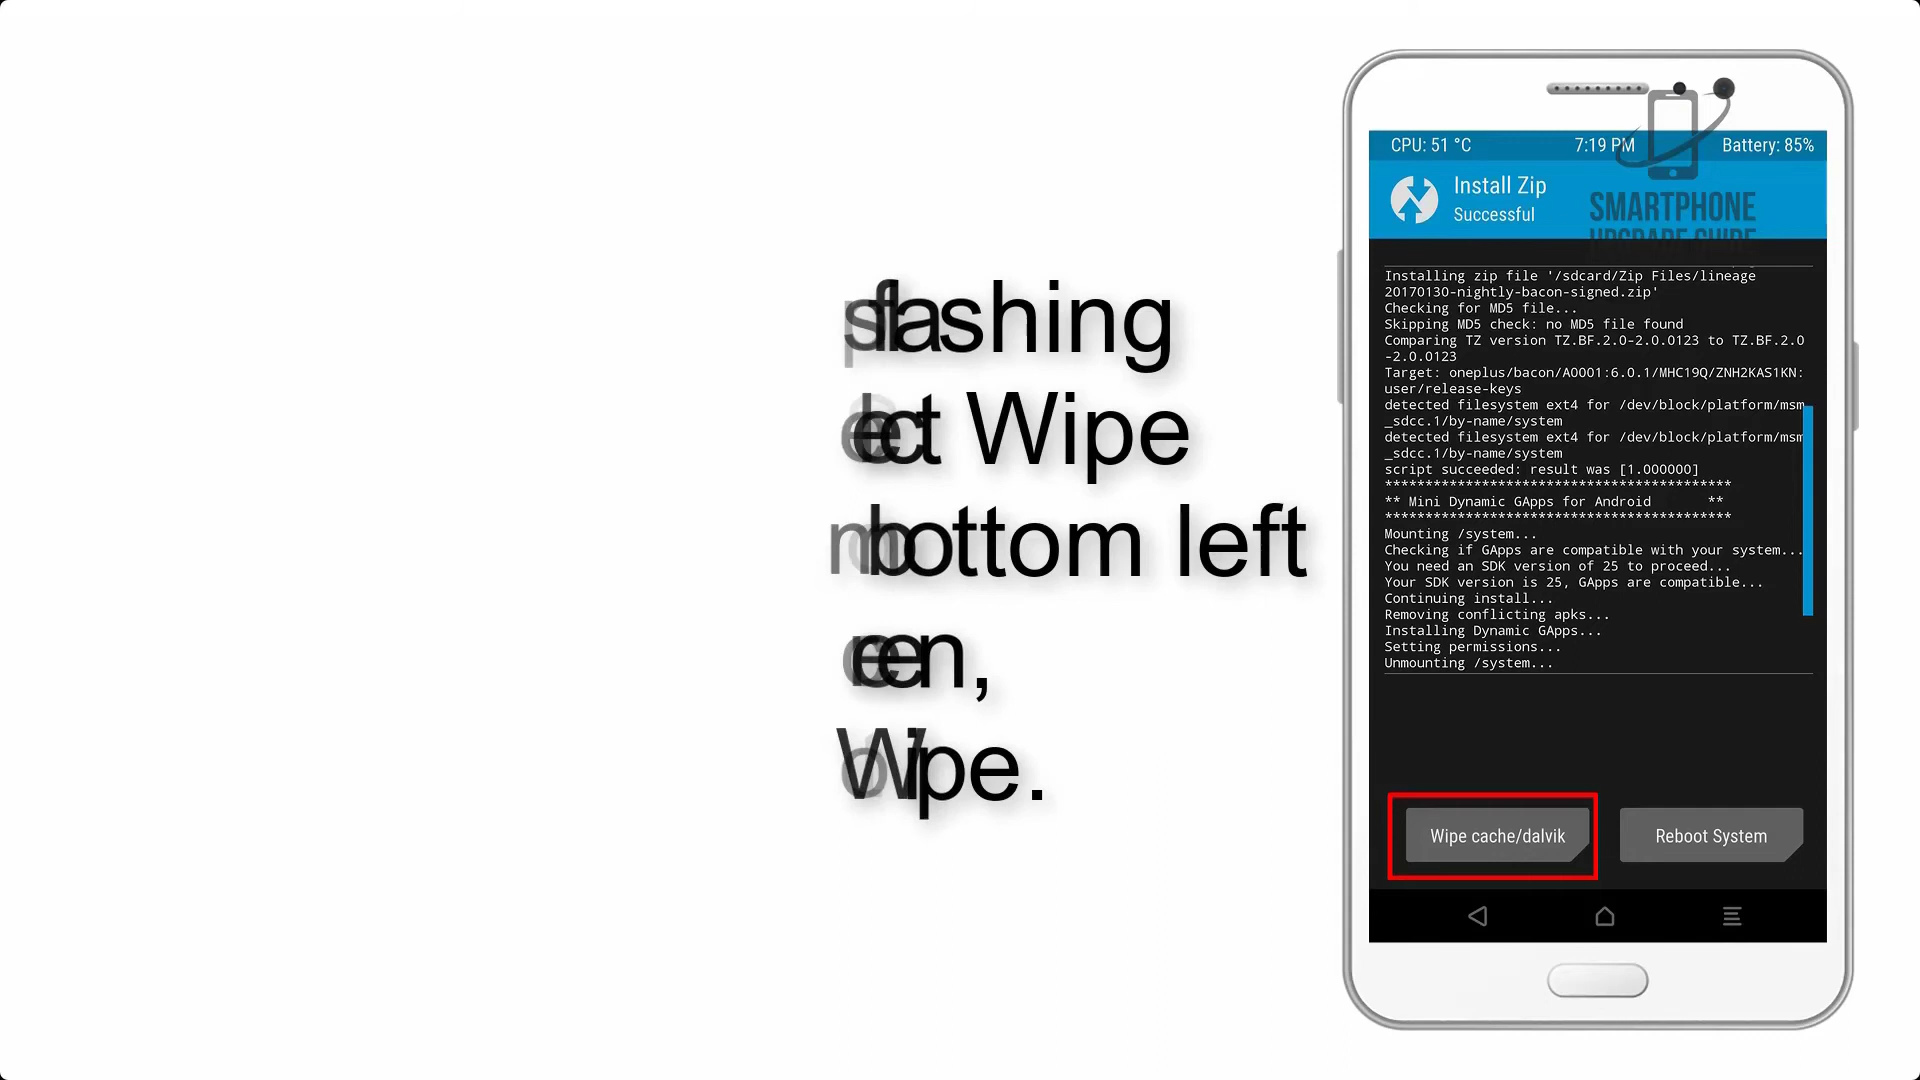 flashing
Wipe
bottom left
Wipe.
CPU: 51 °C 7:19 PM Battery: 85%
Install Zip
Successful
SMARTPHONE
UPGRADE GUIDE
Installing zip file '/sdcard/Zip Files/lineage
20170130-nightly-bacon-signed.zip'
Checking for MD5 file...
Skipping MD5 check: no MD5 file found
Comparing TZ version TZ.BF.2.0-2.0.0123 to TZ.BF.2.0
-2.0.0123
Target: oneplus/bacon/A0001:6.0.1/MHC19Q/ZNH2KAS1KN:
user/release-keys
detected filesystem ext4 for /dev/block/platform/msm
_sdcc.1/by-name/system
detected filesystem ext4 for /dev/block/platform/msm
_sdcc.1/by-name/system
script succeeded: result was [1.000000]
*******************************************
** Mini Dynamic GApps for Android **
*******************************************
Mounting /system...
Checking if GApps are compatible with your system...
You need an SDK version of 25 to proceed...
Your SDK version is 25, GApps are compatible...
Continuing install...
Removing conflicting apks...
Installing Dynamic GApps...
Setting permissions...
Unmounting /system...
Wipe cache/dalvik Reboot System